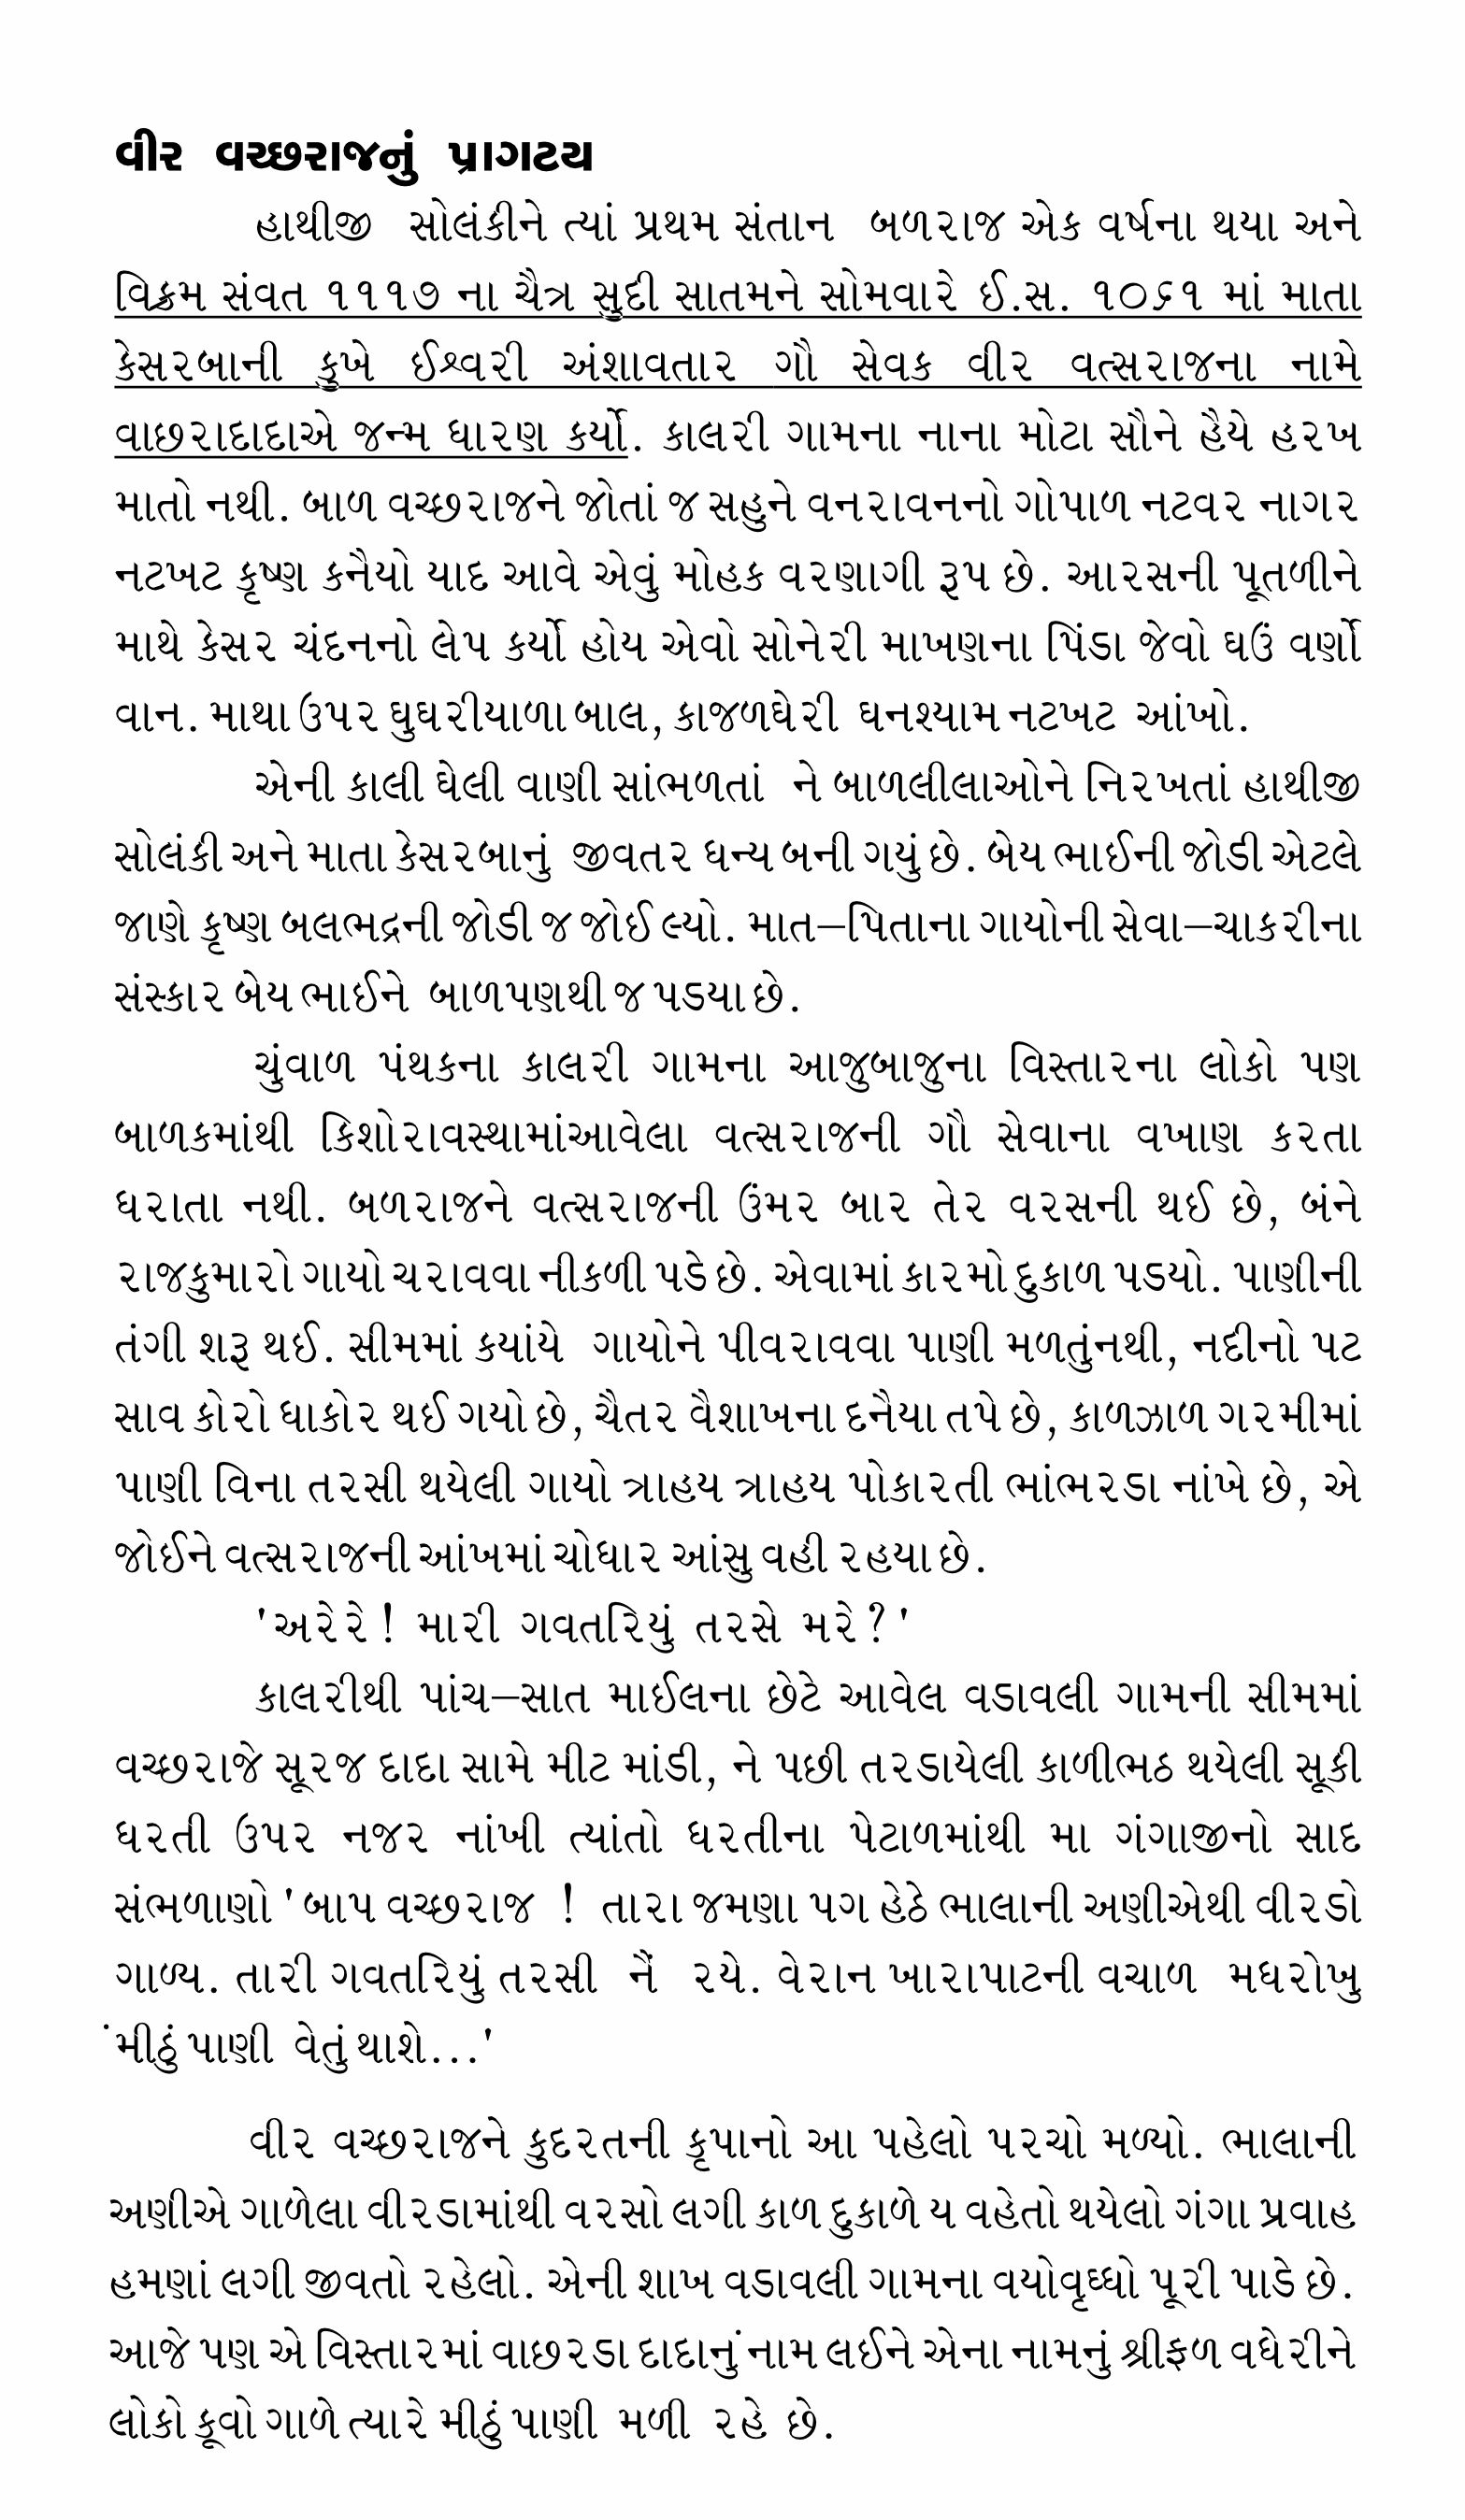 વીર વચ્છરાજનું પ્રાગટય
હાથીજી સોલંકીને ત્યાં પ્રથમ સંતાન બળરાજ એક વર્ષના થયા અને
વિક્રમ સંવત ૧૧૧૭ ના ચૈત્ર સુદી સાતમને સોમવારે ઈ.સ. ૧૦૬૧ માં માતા
કેસરબાની કુખે ઈશ્વરી અંશાવતાર ગૌ સેવક વીર વત્સરાજના નામે
વાછરાદાદાએ જન્મ ધારણ કર્યો. કાલરી ગામના નાના મોટા સૌને હૈયે હરખ
માતો નથી. બાળ વચ્છરાજને જોતાં જ સહુને વનરાવનનો ગોપાળ નટવર નાગર
નટખટ કૃષ્ણ કનૈયો યાદ આવે એવું મોહક વરણાગી રૂપ છે. આરસની પૂતળીને
માથે કેસર ચંદનનો લેપ કર્યો હોય એવો સોનેરી માખણના પિંડા જેવો ઘઉં વર્ણો
વાન. માથા ઉપર ઘુઘરીયાળા બાલ, કાજળઘેરી ઘનશ્યામ નટખટ આંખો.
એની કાલી ઘેલી વાણી સાંભળતાં ને બાળલીલાઓને નિરખતાં હાથીજી
સોલંકી અને માતા કેસરબાનું જીવતર ધન્ય બની ગયું છે. બેય ભાઈની જોડી એટલે
જાણે કૃષ્ણ બલભદ્રની જોડી જ જોઈ લ્યો. માત–પિતાના ગાયોની સેવા–ચાકરીના
સંસ્કાર બેય ભાઈને બાળપણથી જ પડયા છે.
ચુંવાળ પંથકના કાલરી ગામના આજુબાજુના વિસ્તારના લોકો પણ
બાળકમાંથી કિશોરાવસ્થામાંઆવેલા વત્સરાજની ગૌ સેવાના વખાણ કરતા
ધરાતા નથી. બળરાજને વત્સરાજની ઉંમર બાર તેર વરસની થઈ છે, બંને
રાજકુમારો ગાયો ચરાવવા નીકળી પડે છે. એવામાં કારમો દુકાળ પડયો. પાણીની
તંગી શરૂ થઈ. સીમમાં કયાંયે ગાયોને પીવરાવવા પાણી મળતુંનથી, નદીનો પટ
સાવ કોરો ધાકોર થઈ ગયો છે, ચૈતર વૈશાખના દનૈયા તપે છે, કાળઝાળ ગરમીમાં
પાણી વિના તરસી થયેલી ગાયો ત્રાહય ત્રાહય પોકારતી ભાંભરડા નાંખે છે, એ
જોઈને વત્સરાજની આંખમાં ચોધાર આંસુ વહી રહયા છે.
'અરેરે! મારી ગવતરિયું તરસે મરે?'
કાલરીથી પાંચ–સાત માઈલના છેટે આવેલ વડાવલી ગામની સીમમાં
વચ્છરાજે સૂરજ દાદા સામે મીટ માંડી, ને પછી તરડાયેલી કાળીભઠ થયેલી સૂકી
ધરતી ઉપર નજર નાંખી ત્યાંતો ધરતીના પેટાળમાંથી મા ગંગાજીનો સાદ
સંભળાણો 'બાપ વચ્છરાજ ! તારા જમણા પગ હેઠે ભાલાની અણીએથી વીરડો
ગાળ્ય. તારી ગવતરિયું તરસી નૈં રયે. વેરાન ખારાપાટની વચાળ મધરોખુ
ંમીઠું પાણી વેતું થાશે...'
વીર વચ્છરાજને કુદરતની કૃપાનો આ પહેલો પરચો મળ્યો. ભાલાની
અણીએ ગાળેલા વીરડામાંથી વરસો લગી કાળ દુકાળે ય વહેતો થયેલો ગંગા પ્રવાહ
હમણાં લગી જીવતો રહેલો. એની શાખ વડાવલી ગામના વયોવૃધ્ધો પૂરી પાડે છે.
આજે પણ એ વિસ્તારમાં વાછરડા દાદાનું નામ લઈને એના નામનું શ્રીફળ વધેરીને
લોકો કૂવો ગાળે ત્યારે મીઠું પાણી મળી રહે છે.